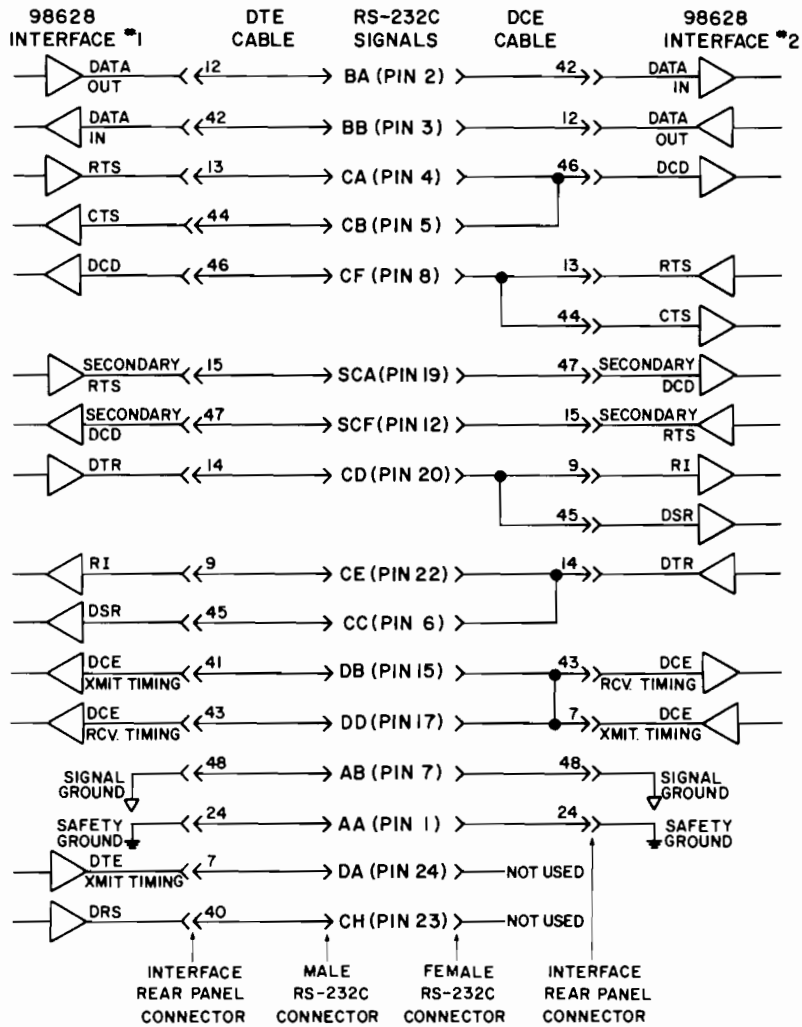 98628 DTE RS-232C DCE 98628
INTERFACE #1 CABLE SIGNALS CABLE INTERFACE #2
DATA OUT 12 BA (PIN 2) 42 DATA IN
DATA IN 42 BB (PIN 3) 12 DATA OUT
RTS 13 CA (PIN 4) 46 DCD
CTS 44 CB (PIN 5)
DCD 46 CF (PIN 8) 13 RTS
44 CTS
SECONDARY RTS 15 SCA (PIN 19) 47 SECONDARY DCD
SECONDARY DCD 47 SCF (PIN 12) 15 SECONDARY RTS
DTR 14 CD (PIN 20) 9 RI
45 DSR
RI 9 CE (PIN 22) 14 DTR
DSR 45 CC (PIN 6)
DCE XMIT TIMING 41 DB (PIN 15) 43 DCE RCV. TIMING
DCE RCV. TIMING 43 DD (PIN 17) 7 DCE XMIT. TIMING
SIGNAL GROUND 48 AB (PIN 7) 48 SIGNAL GROUND
SAFETY GROUND 24 AA (PIN 1) 24 SAFETY GROUND
DTE XMIT TIMING 7 DA (PIN 24) NOT USED
DRS 40 CH (PIN 23) NOT USED
INTERFACE MALE FEMALE INTERFACE
REAR PANEL RS-232C RS-232C REAR PANEL
CONNECTOR CONNECTOR CONNECTOR CONNECTOR